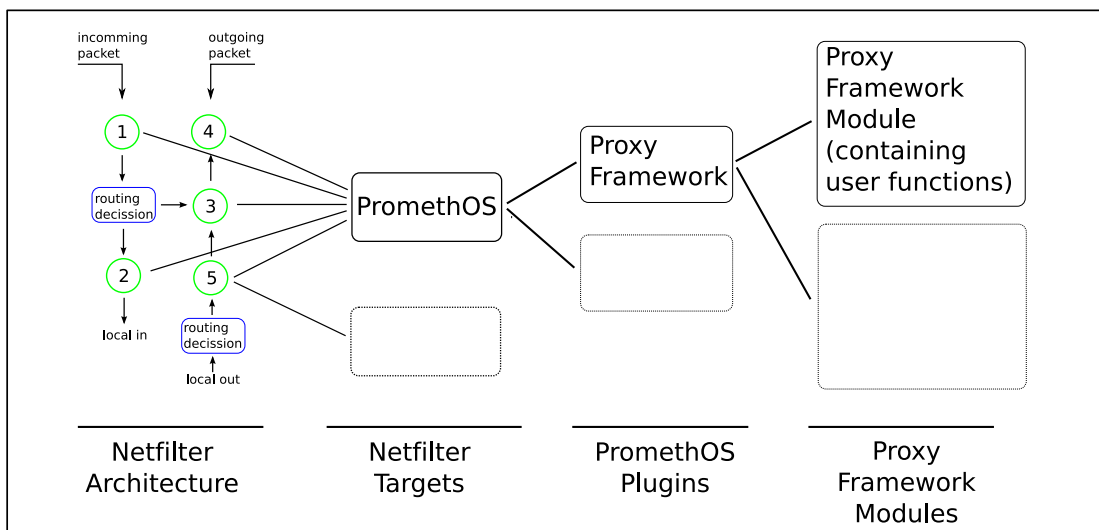 incomming
packet
outgoing
packet
1
4
routing
decission
3
2
5
local in
routing
decission
local out
PromethOS
Proxy
Framework
Proxy
Framework
Module
(containing
user functions)
Netfilter
Architecture
Netfilter
Targets
PromethOS
Plugins
Proxy
Framework
Modules